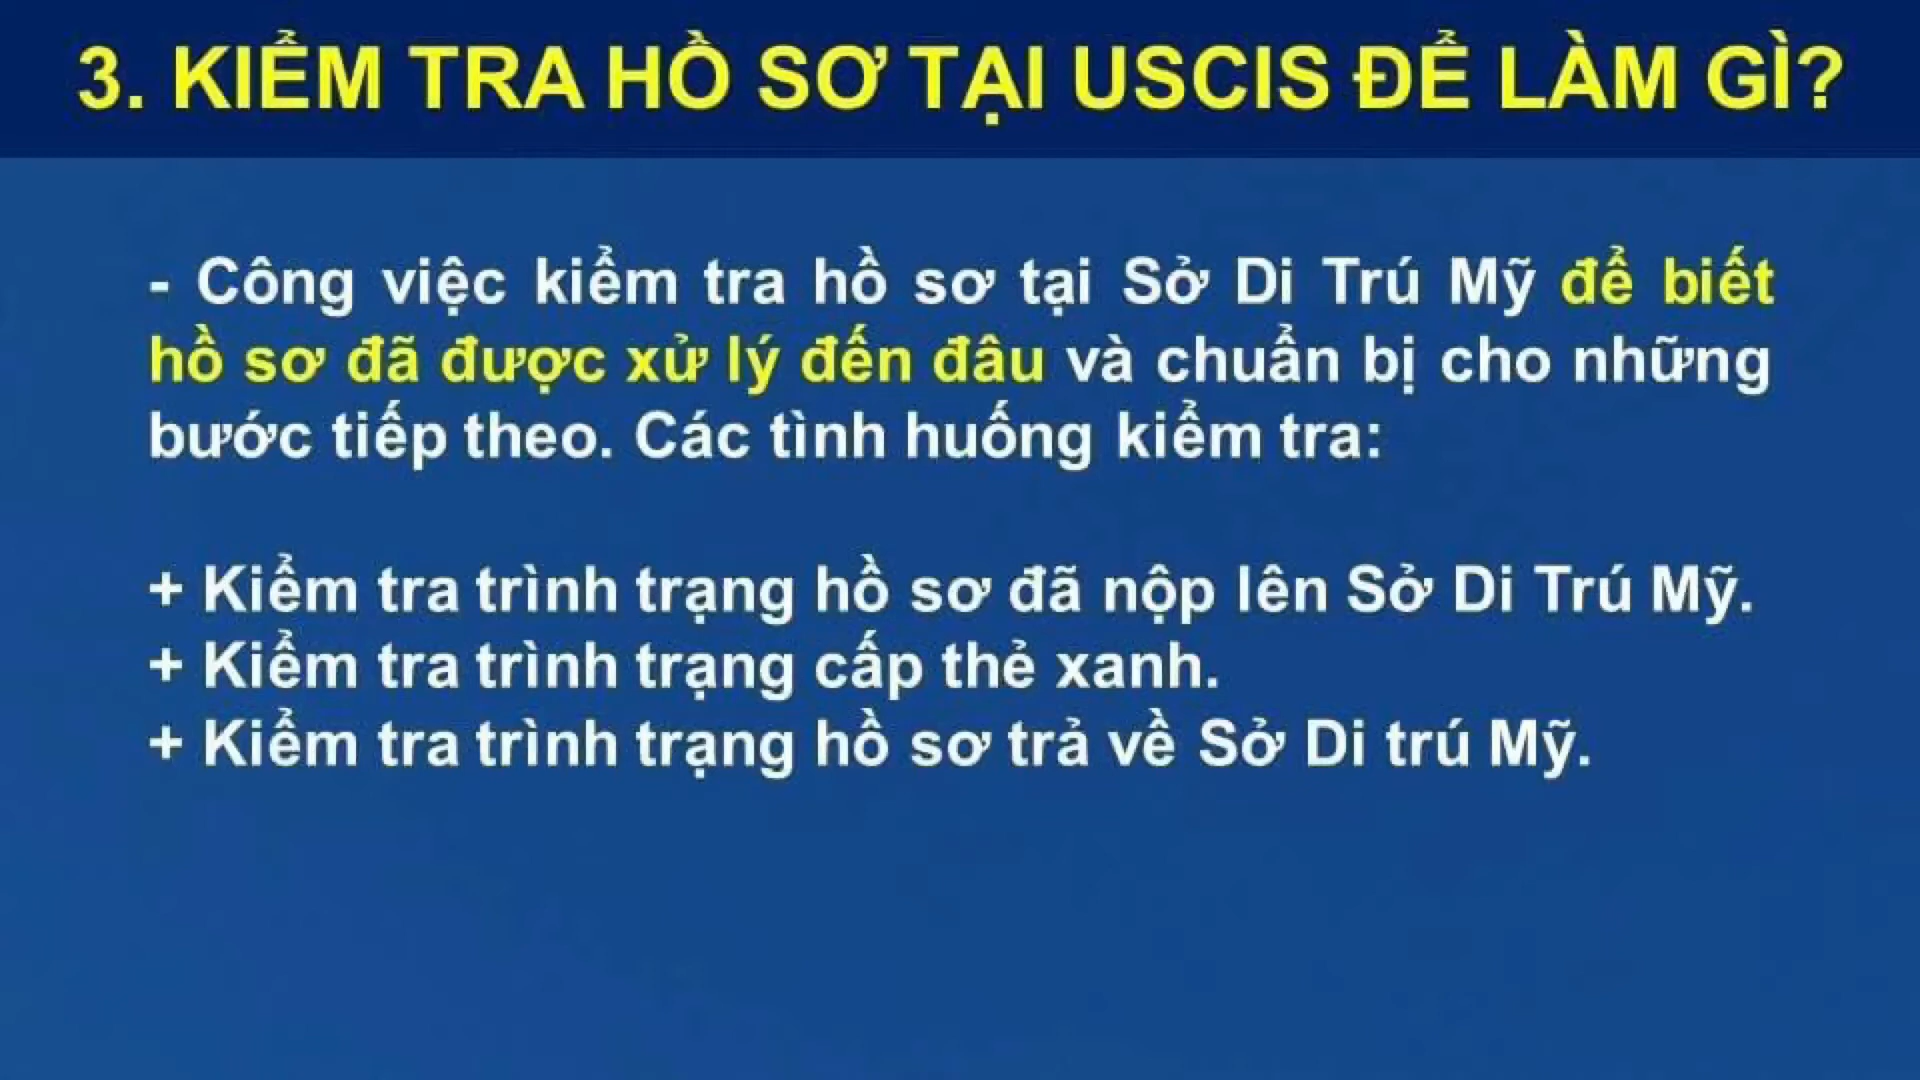 3. KIỂM TRA HỒ SƠ TẠI USCIS ĐỂ LÀM GÌ?
- Công việc kiểm tra hồ sơ tại Sở Di Trú Mỹ để biết
hồ sơ đã được xử lý đến đâu và chuẩn bị cho những
bước tiếp theo. Các tình huống kiểm tra:
+ Kiểm tra trình trạng hồ sơ đã nộp lên Sở Di Trú Mỹ.
+ Kiểm tra trình trạng cấp thẻ xanh.
+ Kiểm tra trình trạng hồ sơ trả về Sở Di trú Mỹ.